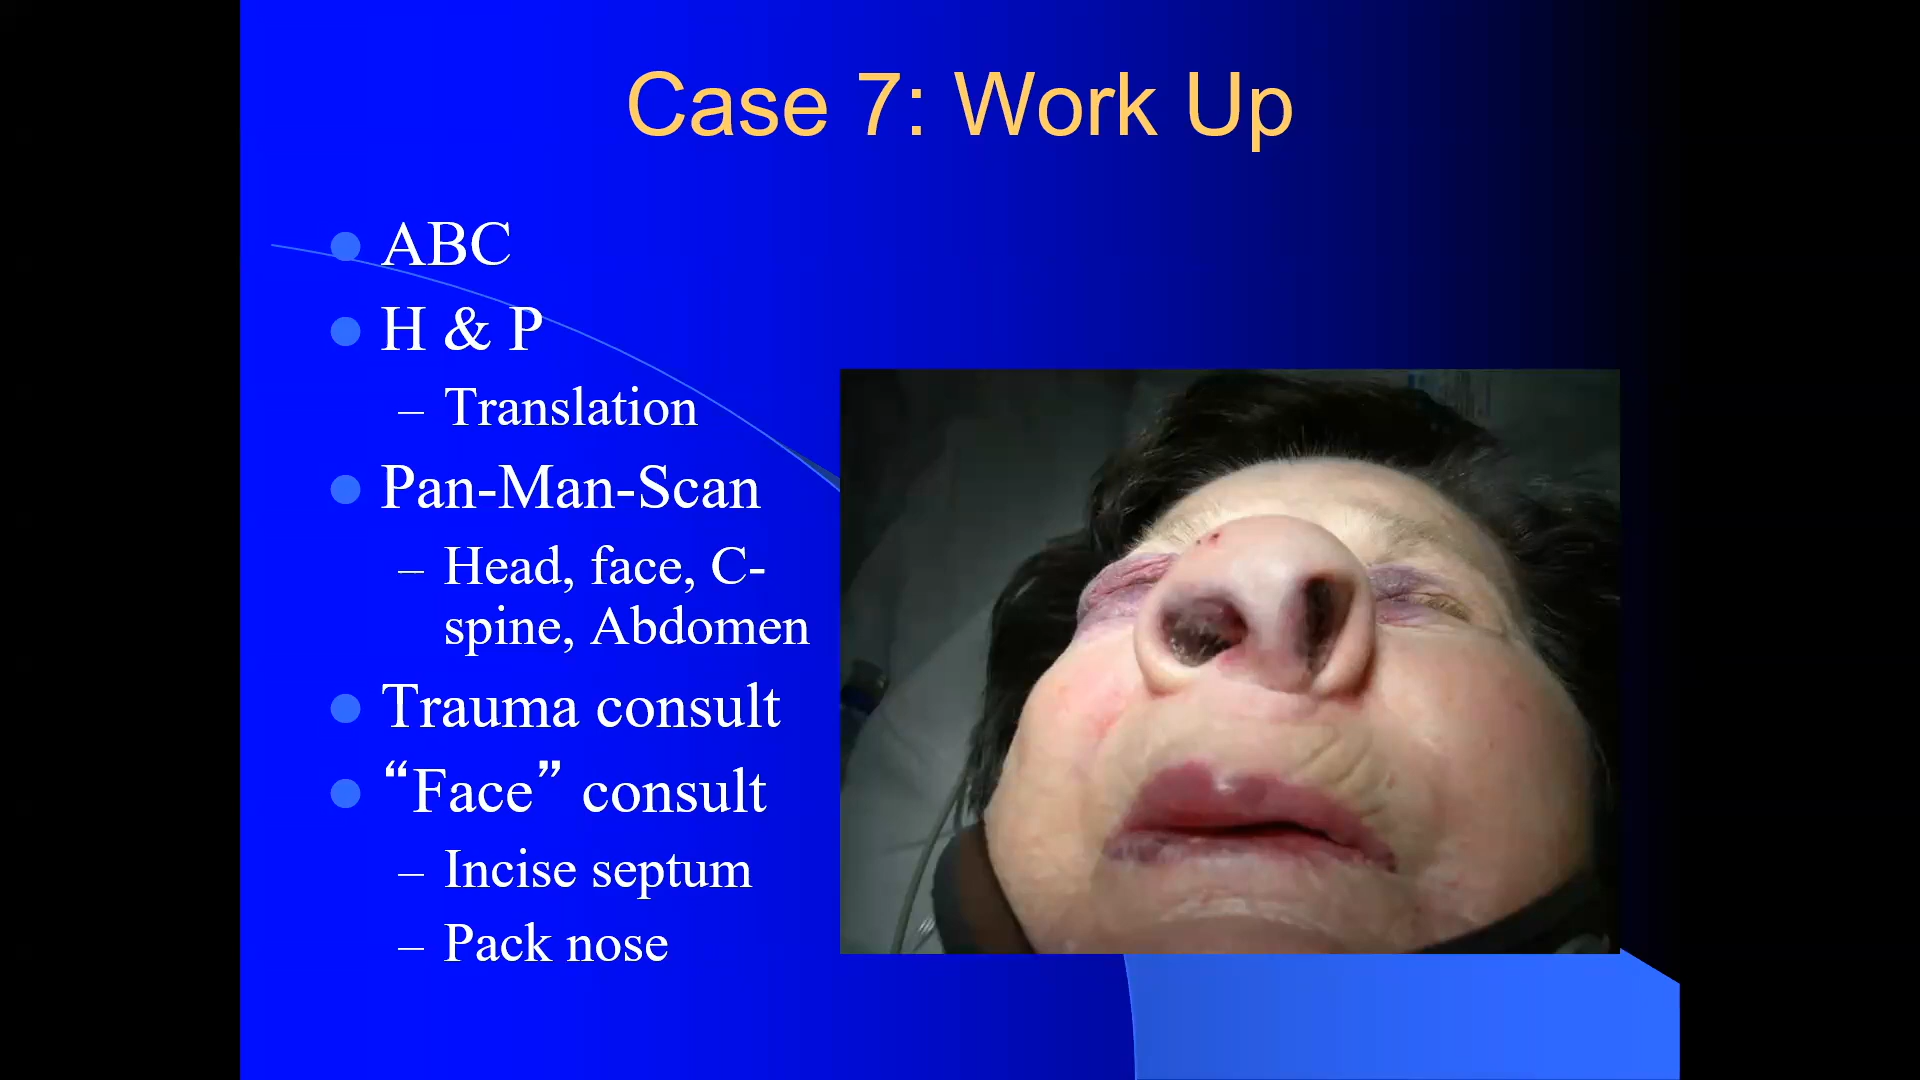 Case 7: Work Up
ABC
H & P
– Translation
Pan-Man-Scan
– Head, face, C-
spine, Abdomen
Trauma consult
“Face” consult
– Incise septum
– Pack nose